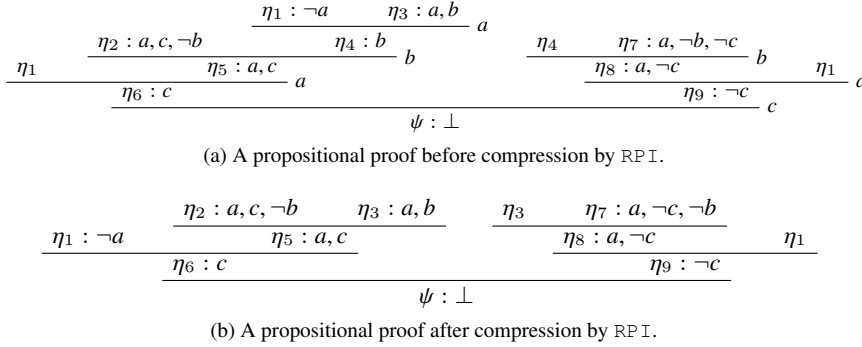 η₁ : ¬a η₃ : a, b a
η₂ : a, c, ¬b η₄ : b b η₄ η₇ : a, ¬b, ¬c b
η₁ η₅ : a, c a η₈ : a, ¬c η₁ a
η₆ : c η₉ : ¬c c
ψ : ⊥
(a) A propositional proof before compression by RPI.
η₂ : a, c, ¬b η₃ : a, b η₃ η₇ : a, ¬c, ¬b
η₁ : ¬a η₅ : a, c η₈ : a, ¬c η₁
η₆ : c η₉ : ¬c
ψ : ⊥
(b) A propositional proof after compression by RPI.